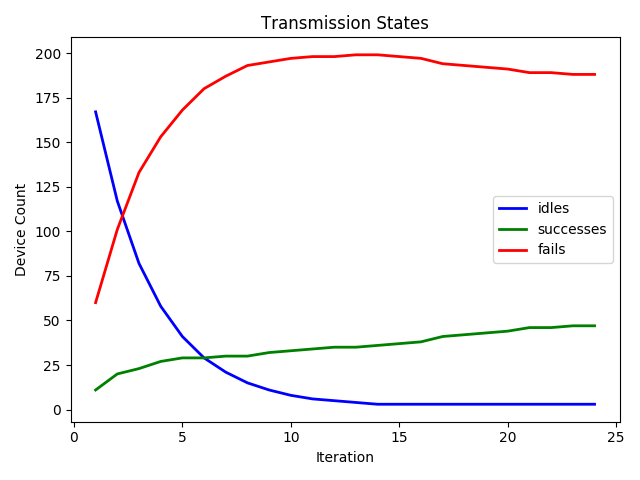 Transmission States
200
175
150
125
100
75
50
25
0
Device Count
idles
successes
fails
0 5 10 15 20 25
Iteration